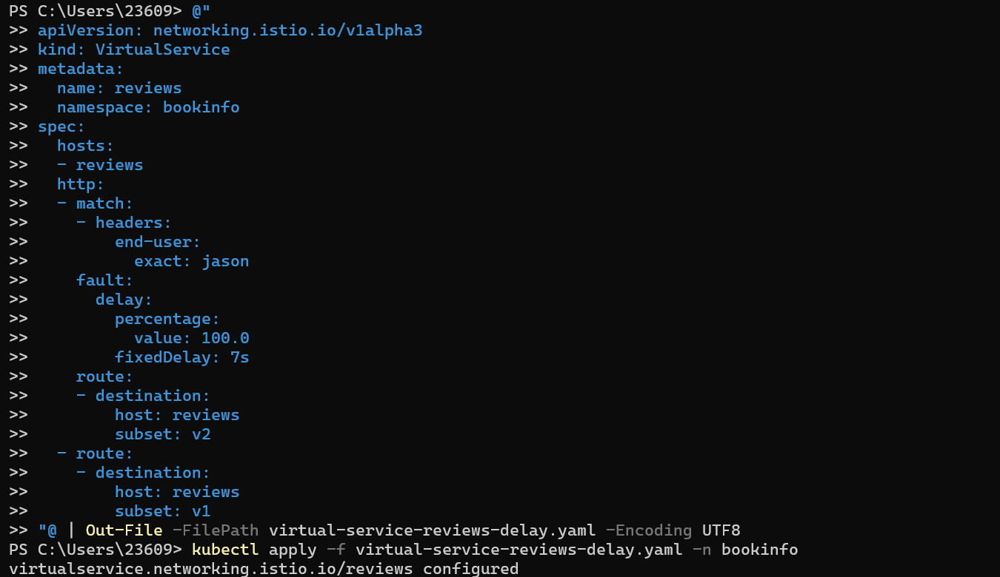 PS C:\Users\23609> @"
>> apiVersion: networking.istio.io/v1alpha3
>> kind: VirtualService
>> metadata:
>>   name: reviews
>>   namespace: bookinfo
>> spec:
>>   hosts:
>>   - reviews
>>   http:
>>   - match:
>>     - headers:
>>         end-user:
>>           exact: jason
>>     fault:
>>       delay:
>>         percentage:
>>           value: 100.0
>>         fixedDelay: 7s
>>     route:
>>     - destination:
>>         host: reviews
>>         subset: v2
>>   - route:
>>     - destination:
>>         host: reviews
>>         subset: v1
>> "@ | Out-File -FilePath virtual-service-reviews-delay.yaml -Encoding UTF8
PS C:\Users\23609> kubectl apply -f virtual-service-reviews-delay.yaml -n bookinfo
virtualservice.networking.istio.io/reviews configured